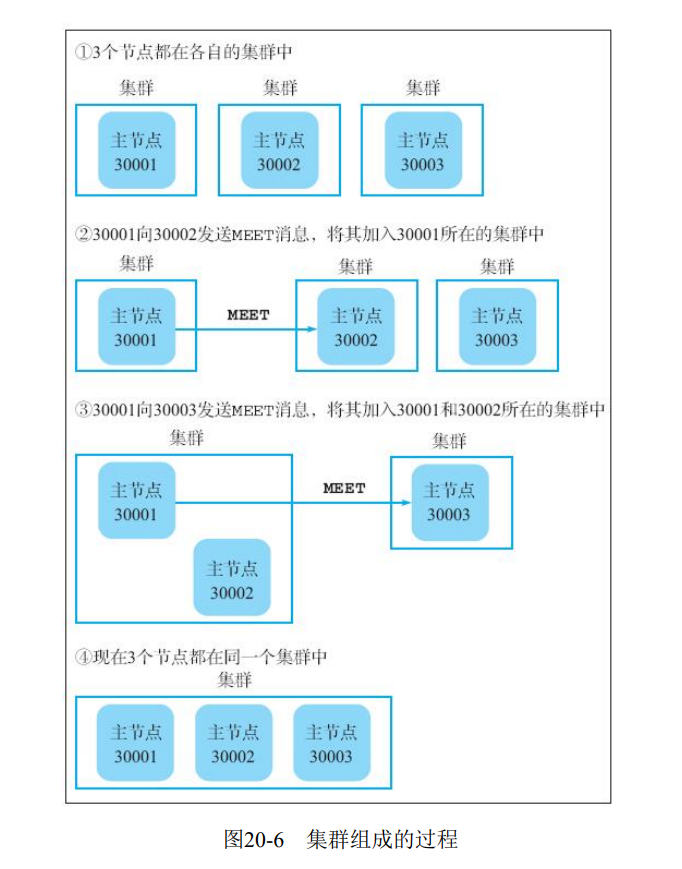 ①3个节点都在各自的集群中
集群 集群 集群
主节点 主节点 主节点
30001 30002 30003
②30001向30002发送MEET消息，将其加入30001所在的集群中
集群 集群 集群
主节点 MEET 主节点 主节点
30001 30002 30003
③30001向30003发送MEET消息，将其加入30001和30002所在的集群中
集群 集群
主节点 MEET 主节点
30001 30003
主节点
30002
④现在3个节点都在同一个集群中
集群
主节点 主节点 主节点
30001 30002 30003
图20-6 集群组成的过程